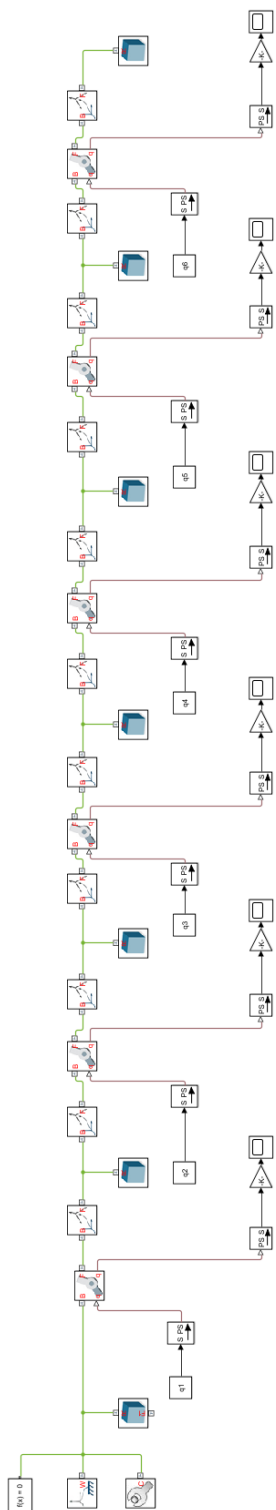 f(x) = 0
W
C
B F
q q
S PS
q1
PS S
-K-
B F
B F
B F
q q
S PS
q2
PS S
-K-
B F
B F
B F
q q
S PS
q3
PS S
-K-
B F
B F
B F
q q
S PS
q4
PS S
-K-
B F
B F
B F
q q
S PS
q5
PS S
-K-
B F
B F
B F
q q
S PS
q6
PS S
-K-
B F